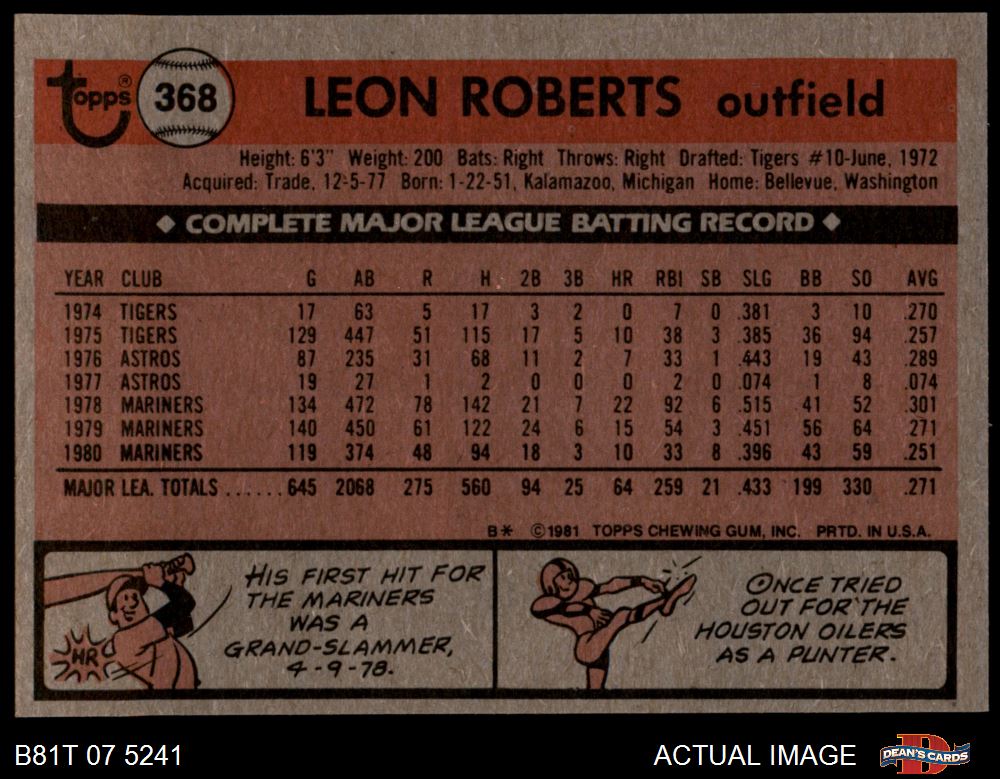 Topps ® 368 LEON ROBERTS outfield
Height: 6'3" Weight: 200 Bats: Right Throws: Right Drafted: Tigers #10-June, 1972
Acquired: Trade, 12-5-77 Born: 1-22-51, Kalamazoo, Michigan Home: Bellevue, Washington
◆ COMPLETE MAJOR LEAGUE BATTING RECORD ◆
YEAR CLUB G AB R H 2B 3B HR RBI SB SLG BB SO AVG
1974 TIGERS 17 63 5 17 3 2 0 7 0 .381 3 10 .270
1975 TIGERS 129 447 51 115 17 5 10 38 3 .385 36 94 .257
1976 ASTROS 87 235 31 68 11 2 7 33 1 .443 19 43 .289
1977 ASTROS 19 27 1 2 0 0 0 2 0 .074 1 8 .074
1978 MARINERS 134 472 78 142 21 7 22 92 6 .515 41 52 .301
1979 MARINERS 140 450 61 122 24 6 15 54 3 .451 56 64 .271
1980 MARINERS 119 374 48 94 18 3 10 33 8 .396 43 59 .251
MAJOR LEA. TOTALS ...... 645 2068 275 560 94 25 64 259 21 .433 199 330 .271
B* ©1981 TOPPS CHEWING GUM, INC. PRTD. IN U.S.A.
HR
HIS FIRST HIT FOR
THE MARINERS
WAS A
GRAND-SLAMMER,
4-9-78.
ONCE TRIED
OUT FOR THE
HOUSTON OILERS
AS A PUNTER.
B81T 07 5241 ACTUAL IMAGE DEAN'S CARDS